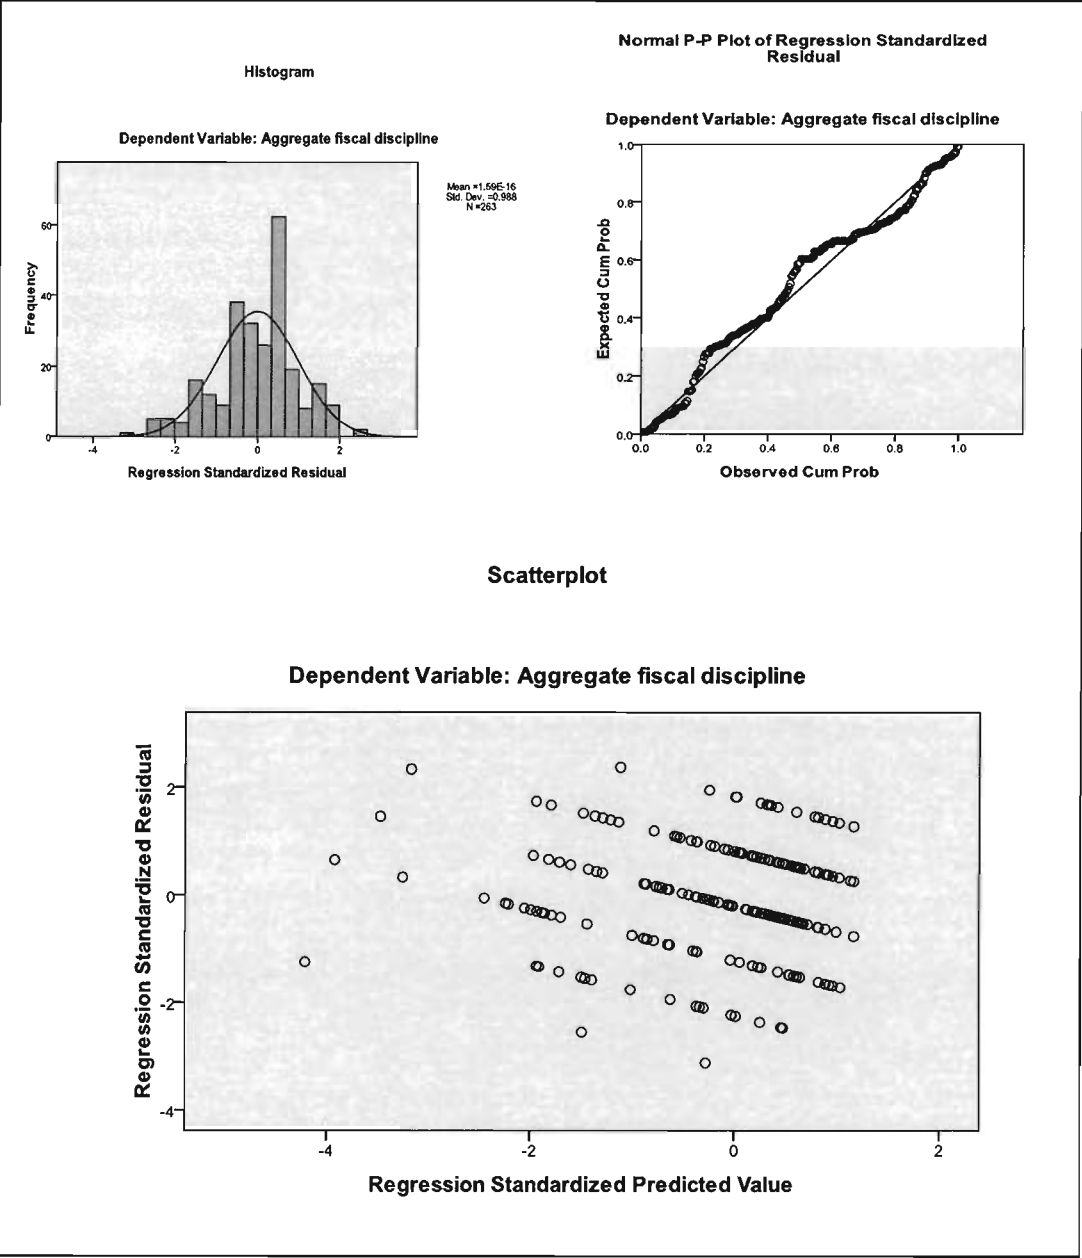 Histogram
Dependent Variable: Aggregate fiscal discipline
Mean =1.59E-16
Std. Dev. =0.988
N =263
60
40
20
0
Frequency
-4
-2
0
2
Regression Standardized Residual
Normal P-P Plot of Regression Standardized
Residual
Dependent Variable: Aggregate fiscal discipline
1.0
0.8
0.6
0.4
0.2
0.0
Expected Cum Prob
0.0
0.2
0.4
0.6
0.8
1.0
Observed Cum Prob
Scatterplot
Dependent Variable: Aggregate fiscal discipline
2
0
-2
-4
Regression Standardized Residual
-4
-2
0
2
Regression Standardized Predicted Value